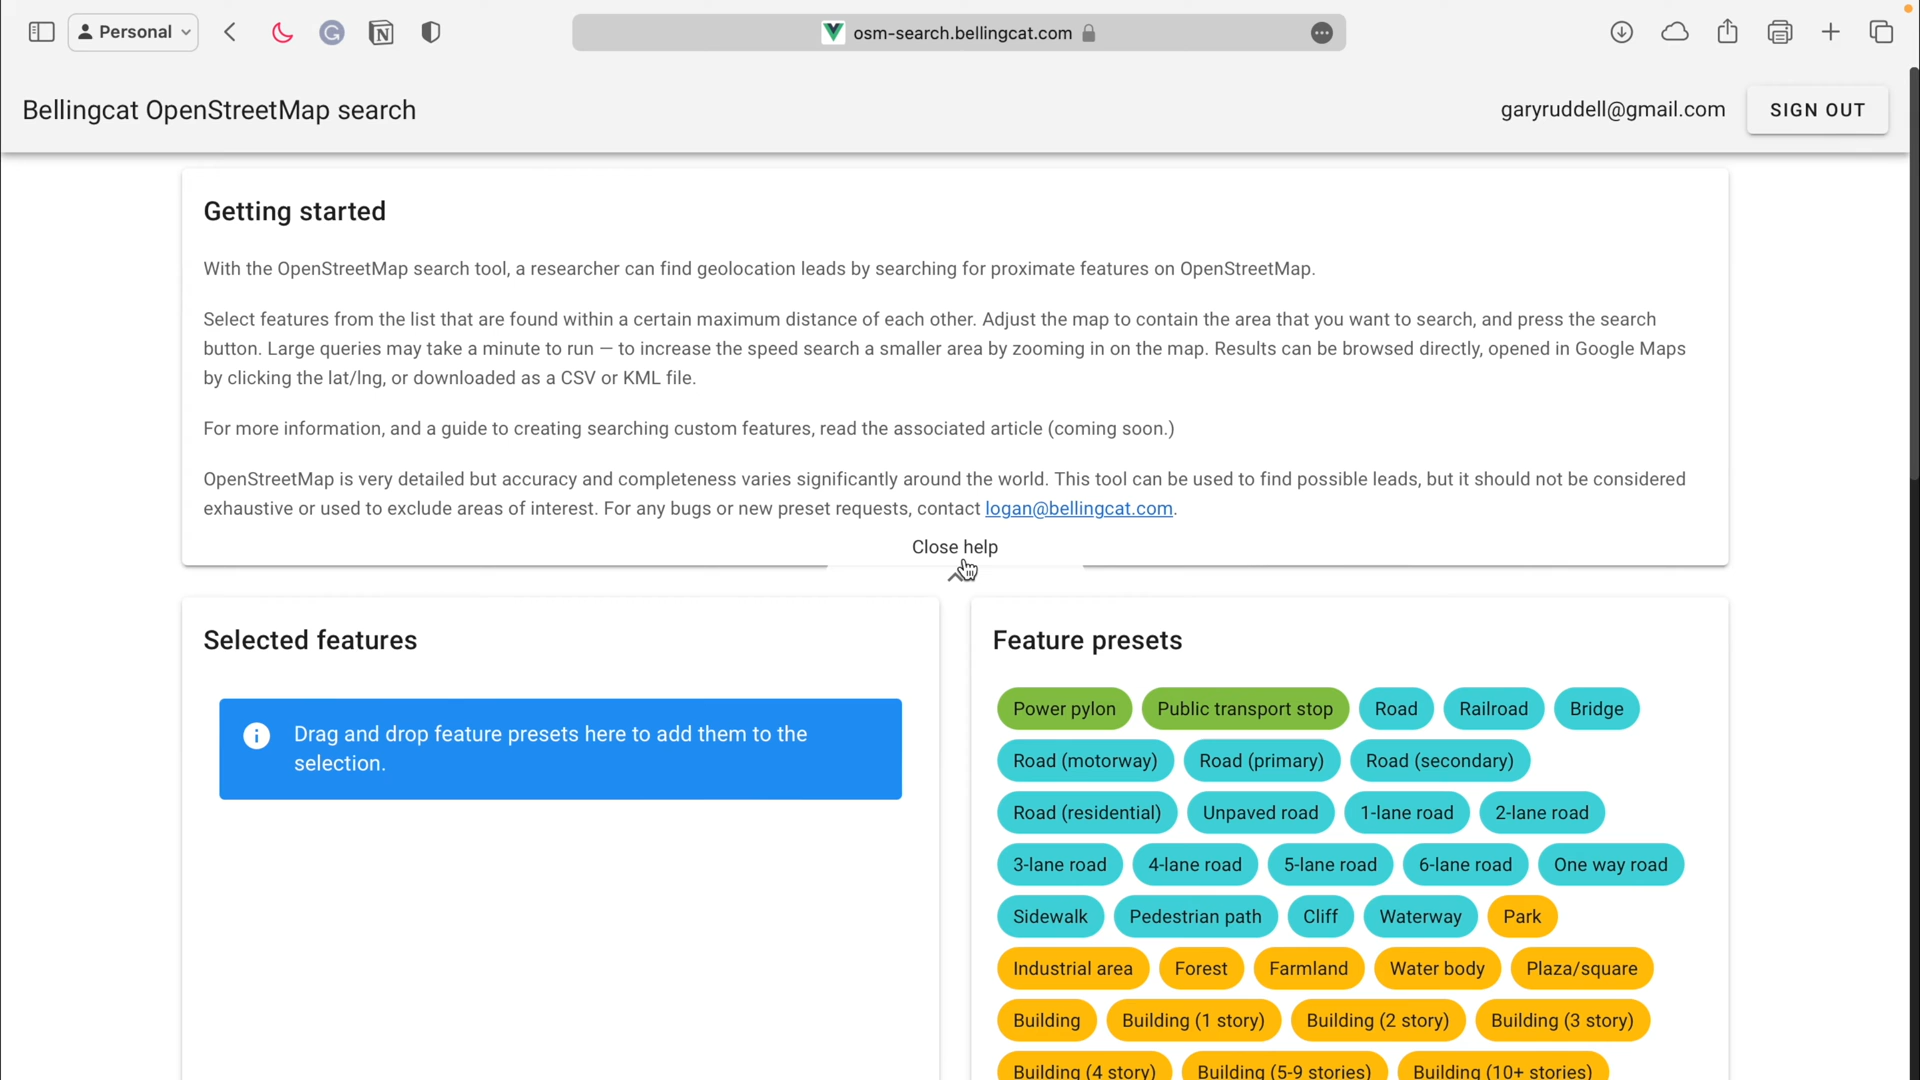 Personal
osm-search.bellingcat.com
Bellingcat OpenStreetMap search
garyruddell@gmail.com
SIGN OUT
Getting started
With the OpenStreetMap search tool, a researcher can find geolocation leads by searching for proximate features on OpenStreetMap.
Select features from the list that are found within a certain maximum distance of each other. Adjust the map to contain the area that you want to search, and press the search
button. Large queries may take a minute to run — to increase the speed search a smaller area by zooming in on the map. Results can be browsed directly, opened in Google Maps
by clicking the lat/lng, or downloaded as a CSV or KML file.
For more information, and a guide to creating searching custom features, read the associated article (coming soon.)
OpenStreetMap is very detailed but accuracy and completeness varies significantly around the world. This tool can be used to find possible leads, but it should not be considered
exhaustive or used to exclude areas of interest. For any bugs or new preset requests, contact logan@bellingcat.com.
Close help
Selected features
Drag and drop feature presets here to add them to the
selection.
Feature presets
Power pylon Public transport stop Road Railroad Bridge
Road (motorway) Road (primary) Road (secondary)
Road (residential) Unpaved road 1-lane road 2-lane road
3-lane road 4-lane road 5-lane road 6-lane road One way road
Sidewalk Pedestrian path Cliff Waterway Park
Industrial area Forest Farmland Water body Plaza/square
Building Building (1 story) Building (2 story) Building (3 story)
Building (4 story) Building (5-9 stories) Building (10+ stories)